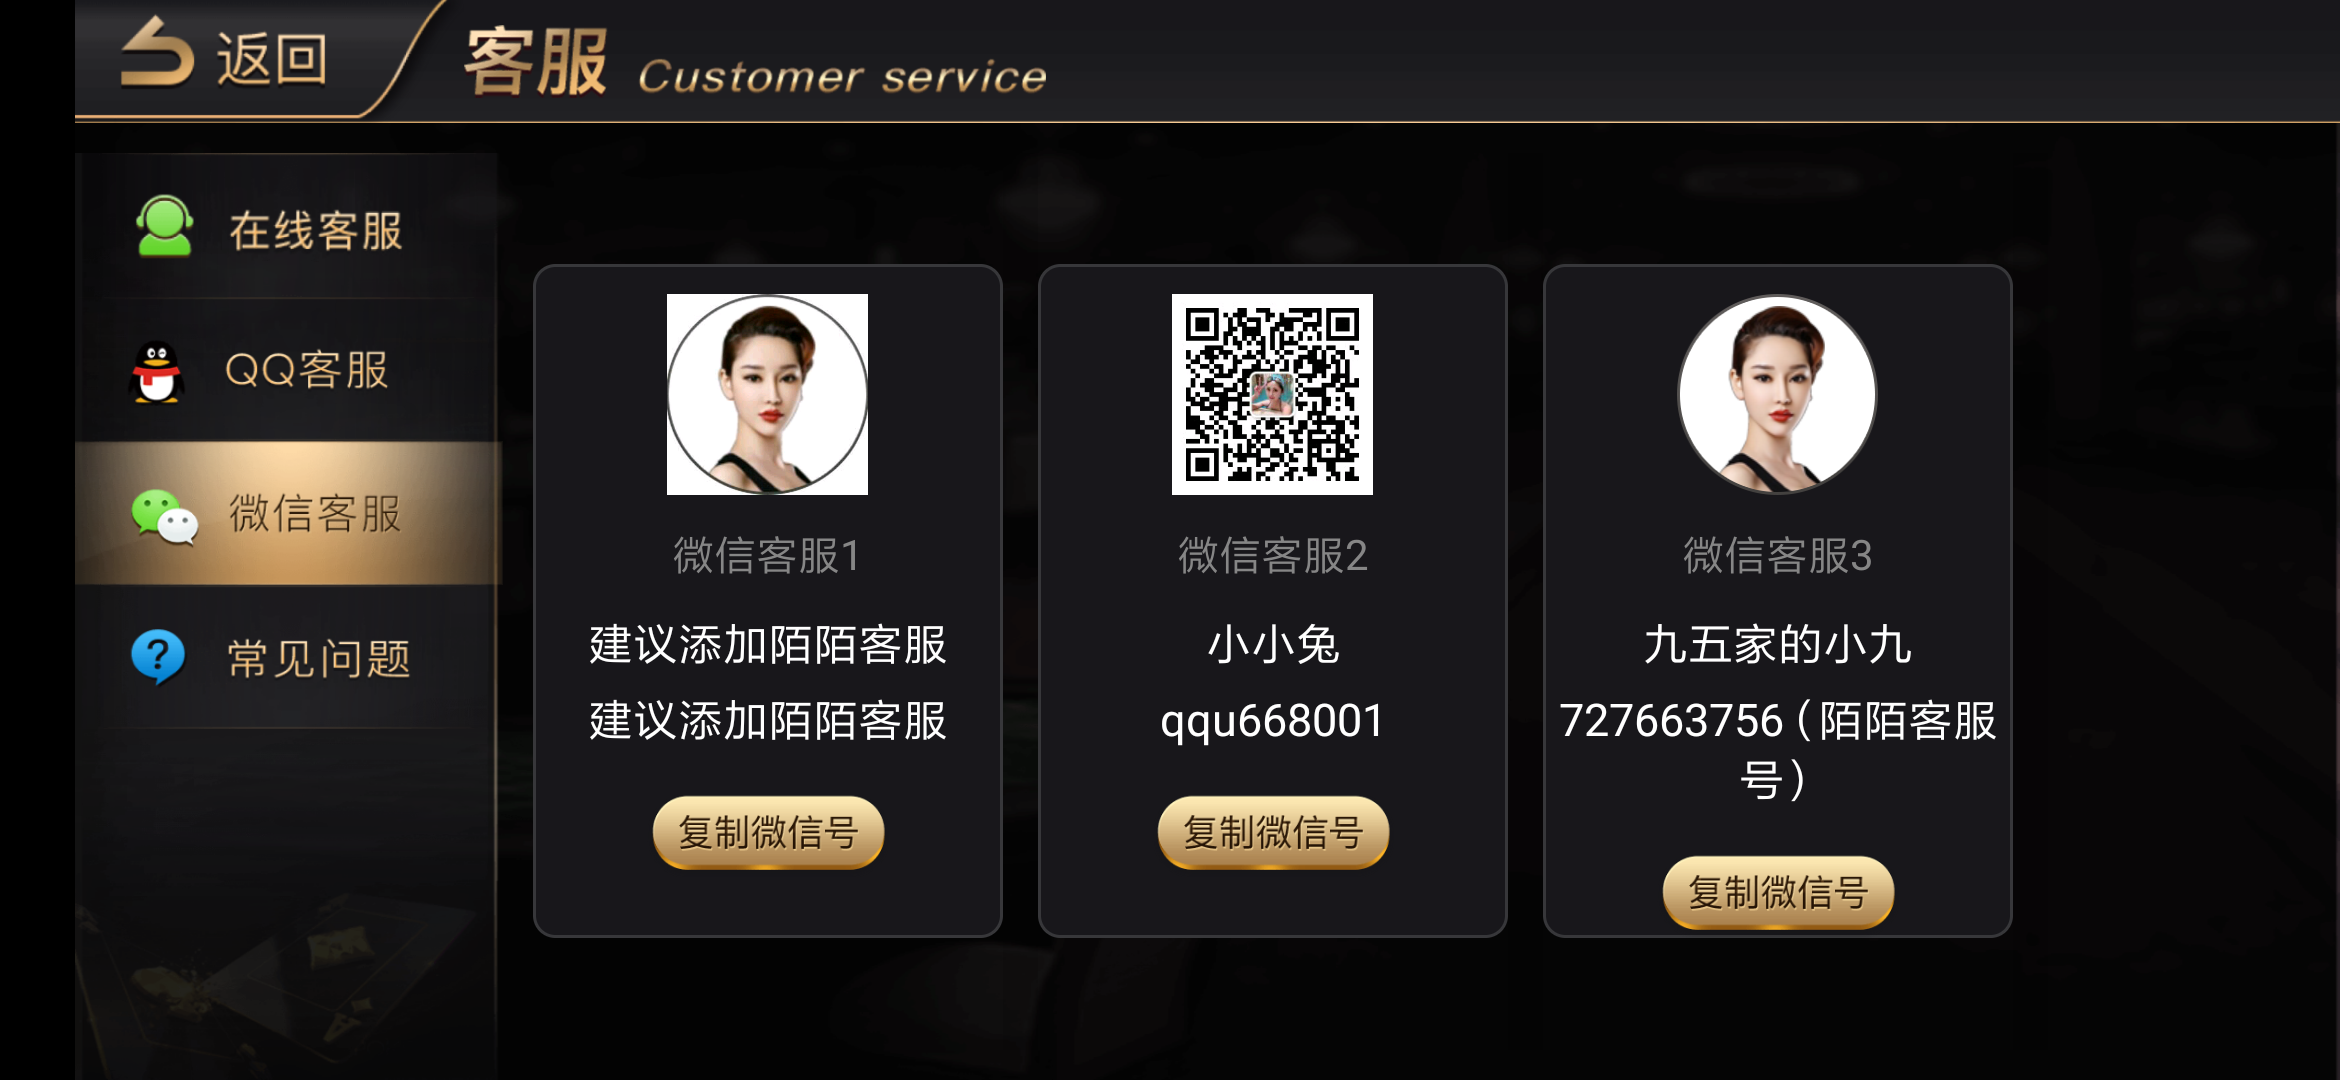 返回
客服 Customer service
在线客服
QQ客服
微信客服
常见问题
微信客服1
建议添加陌陌客服
建议添加陌陌客服
复制微信号
微信客服2
小小兔
qqu668001
复制微信号
微信客服3
九五家的小九
727663756(陌陌客服
号)
复制微信号